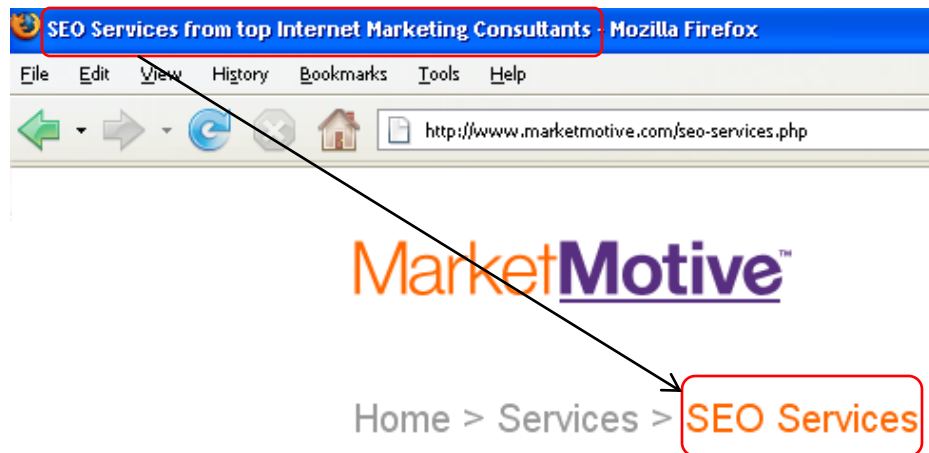 SEO Services from top Internet Marketing Consultants - Mozilla Firefox
File Edit View History Bookmarks Tools Help
http://www.marketmotive.com/seo-services.php
MarketMotive™
Home > Services > SEO Services